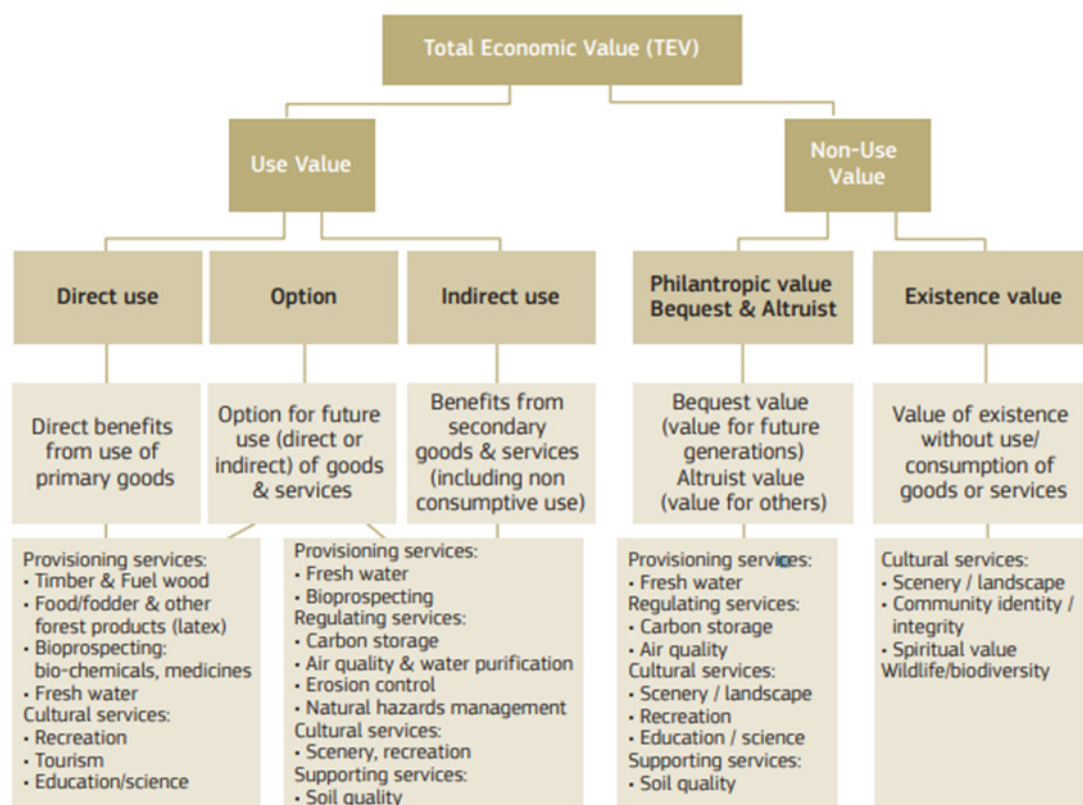 Total Economic Value (TEV)
Use Value
Non-Use
Value
Direct use
Option
Indirect use
Philantropic value
Bequest & Altruist
Existence value
Direct benefits
from use of
primary goods
Option for future
use (direct or
indirect) of goods
& services
Benefits from
secondary
goods & services
(including non
consumptive use)
Bequest value
(value for future
generations)
Altruist value
(value for others)
Value of existence
without use/
consumption of
goods or services
Provisioning services:
• Timber & Fuel wood
• Food/fodder & other
forest products (latex)
• Bioprospecting:
bio-chemicals, medicines
• Fresh water
Cultural services:
• Recreation
• Tourism
• Education/science
Provisioning services:
• Fresh water
• Bioprospecting
Regulating services:
• Carbon storage
• Air quality & water purification
• Erosion control
• Natural hazards management
Cultural services:
• Scenery, recreation
Supporting services:
• Soil quality
Provisioning services:
• Fresh water
Regulating services:
• Carbon storage
• Air quality
Cultural services:
• Scenery / landscape
• Recreation
• Education / science
Supporting services:
• Soil quality
Cultural services:
• Scenery / landscape
• Community identity /
integrity
• Spiritual value
Wildlife/biodiversity